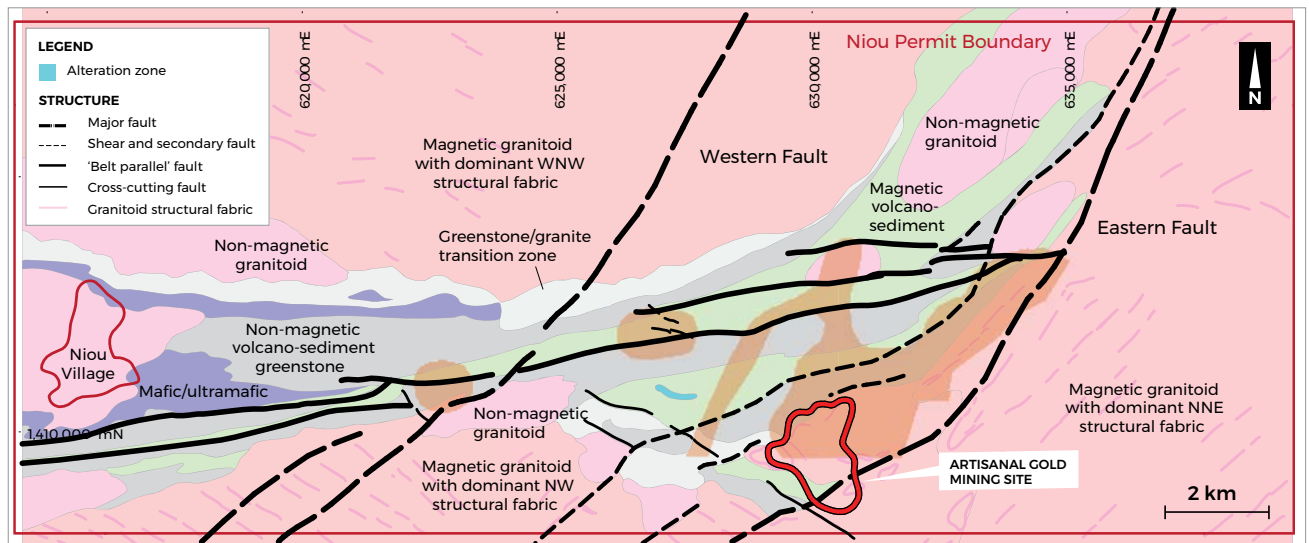 LEGEND
Alteration zone
STRUCTURE
Major fault
Shear and secondary fault
‘Belt parallel’ fault
Cross-cutting fault
Granitoid structural fabric
620,000 mE
625,000 mE
630,000 mE
635,000 mE
Niou Permit Boundary
N
Magnetic granitoid
with dominant WNW
structural fabric
Western Fault
Non-magnetic
granitoid
Magnetic
volcano-
sediment
Eastern Fault
Non-magnetic
granitoid
Greenstone/granite
transition zone
Non-magnetic
volcano-sediment
greenstone
Niou
Village
Mafic/ultramafic
1,410,000 mN
Non-magnetic
granitoid
Magnetic granitoid
with dominant NW
structural fabric
Magnetic granitoid
with dominant NNE
structural fabric
ARTISANAL GOLD
MINING SITE
2 km